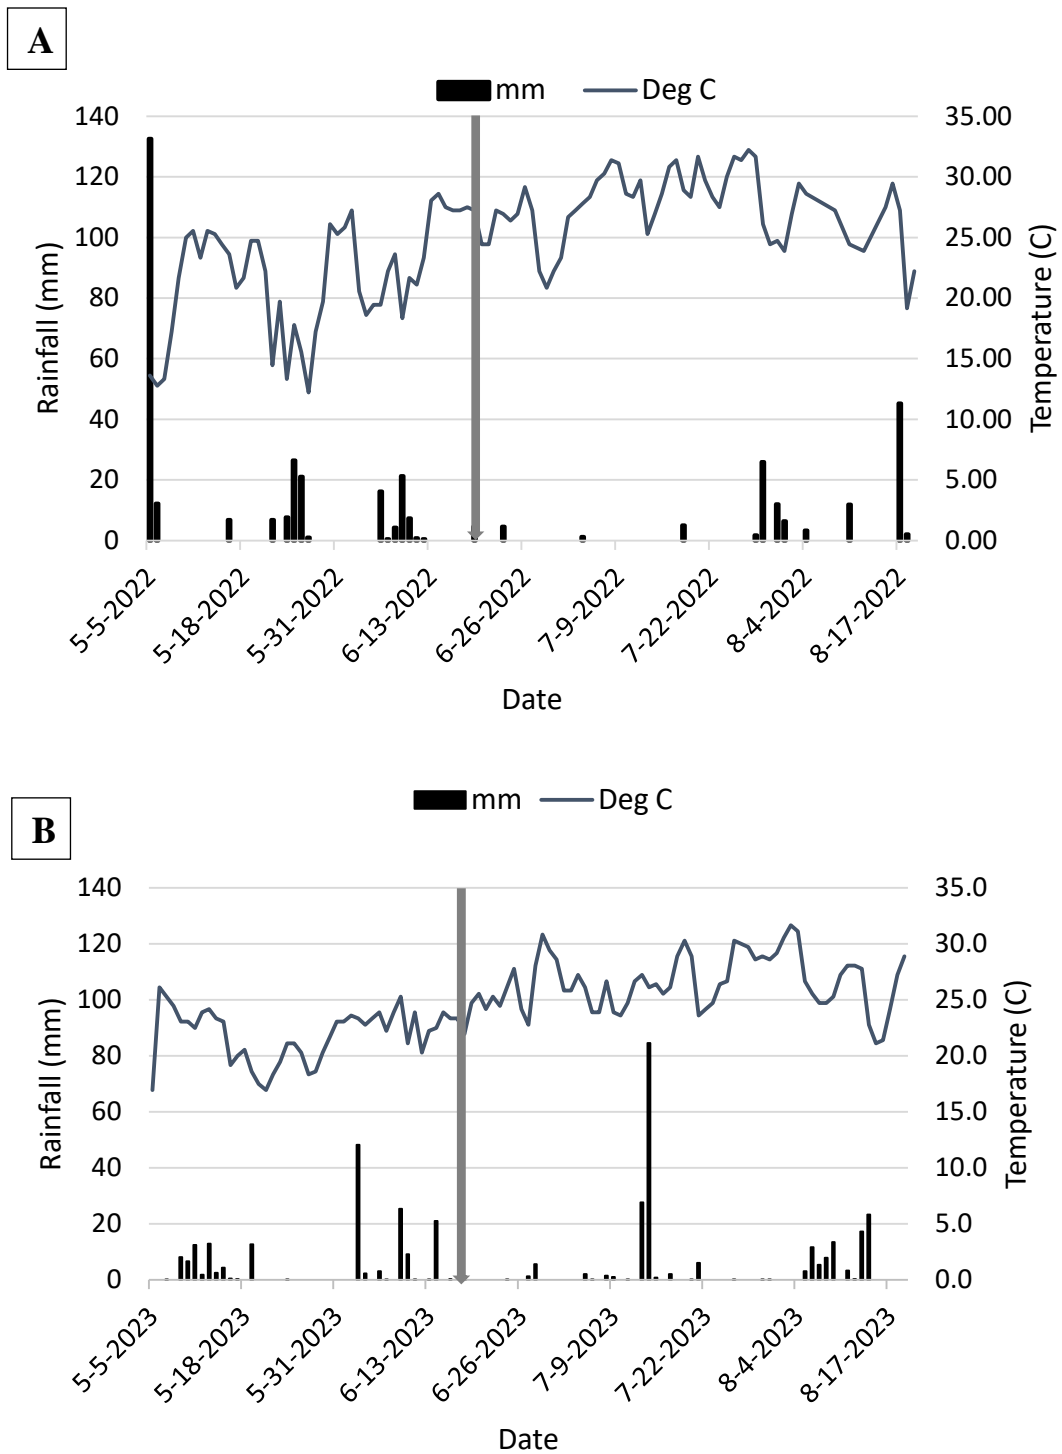 A
mm Deg C
140 35.00
120 30.00
100 25.00
80 20.00
60 15.00
40 10.00
20 5.00
0 0.00
Rainfall (mm)
Temperature (C)
5-5-2022 5-18-2022 5-31-2022 6-13-2022 6-26-2022 7-9-2022 7-22-2022 8-4-2022 8-17-2022
Date
mm Deg C
B
140 35.0
120 30.0
100 25.0
80 20.0
60 15.0
40 10.0
20 5.0
0 0.0
Rainfall (mm)
Temperature (C)
5-5-2023 5-18-2023 5-31-2023 6-13-2023 6-26-2023 7-9-2023 7-22-2023 8-4-2023 8-17-2023
Date